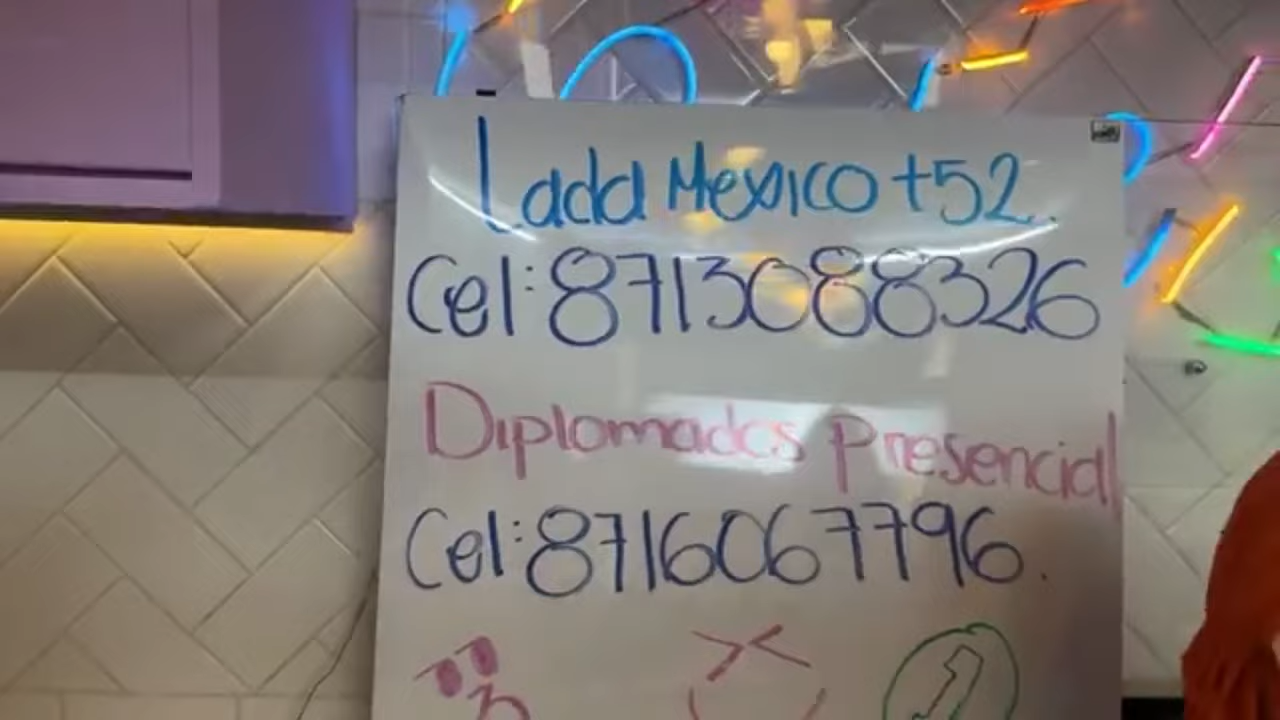 Lada Mexico +52.
Cel: 8713088326
Diplomados Presencial
Cel: 8716067796.